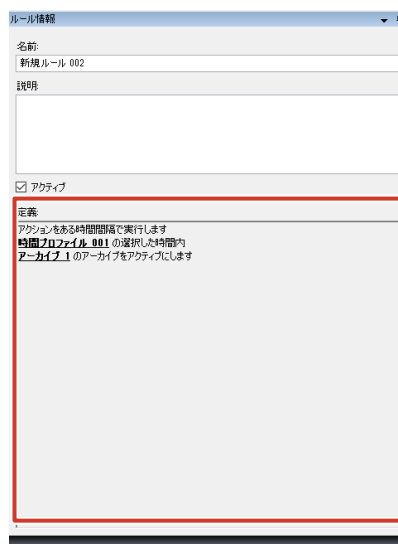 ルール情報
名前:
新規ルール 002
説明:
アクティブ
定義:
アクションをある時間間隔で実行します
時間プロファイル 001 の選択した時間内
アーカイブ 1 のアーカイブをアクティブにします